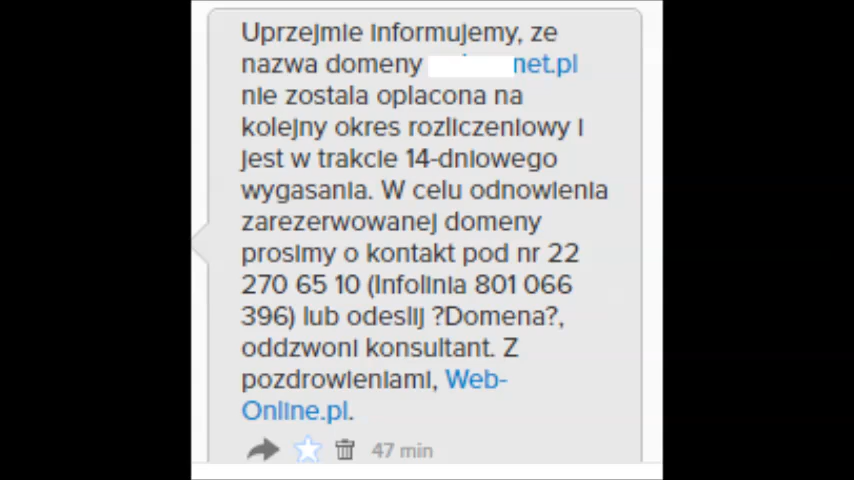 Uprzejmie informujemy, ze
nazwa domeny net.pl
nie zostala oplacona na
kolejny okres rozliczeniowy i
jest w trakcie 14-dniowego
wygasania. W celu odnowienia
zarezerwowanej domeny
prosimy o kontakt pod nr 22
270 65 10 (Infolinia 801 066
396) lub odeslij ?Domena?,
oddzwoni konsultant. Z
pozdrowieniami, Web-
Online.pl.
47 min